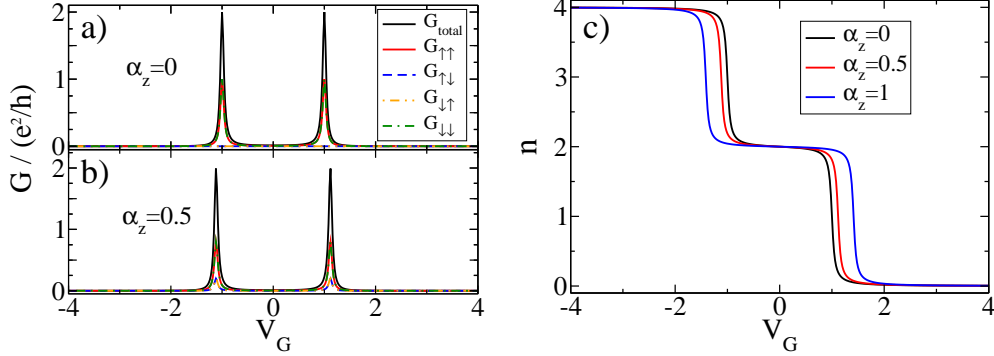 a)
α_z=0
G_total
G_↑↑
G_↑↓
G_↓↑
G_↓↓
2
1
0
b)
α_z=0.5
2
1
0
G / (e²/h)
-4 -2 0 2 4
V_G
c)
α_z=0
α_z=0.5
α_z=1
4
3
2
1
0
n
-4 -2 0 2 4
V_G